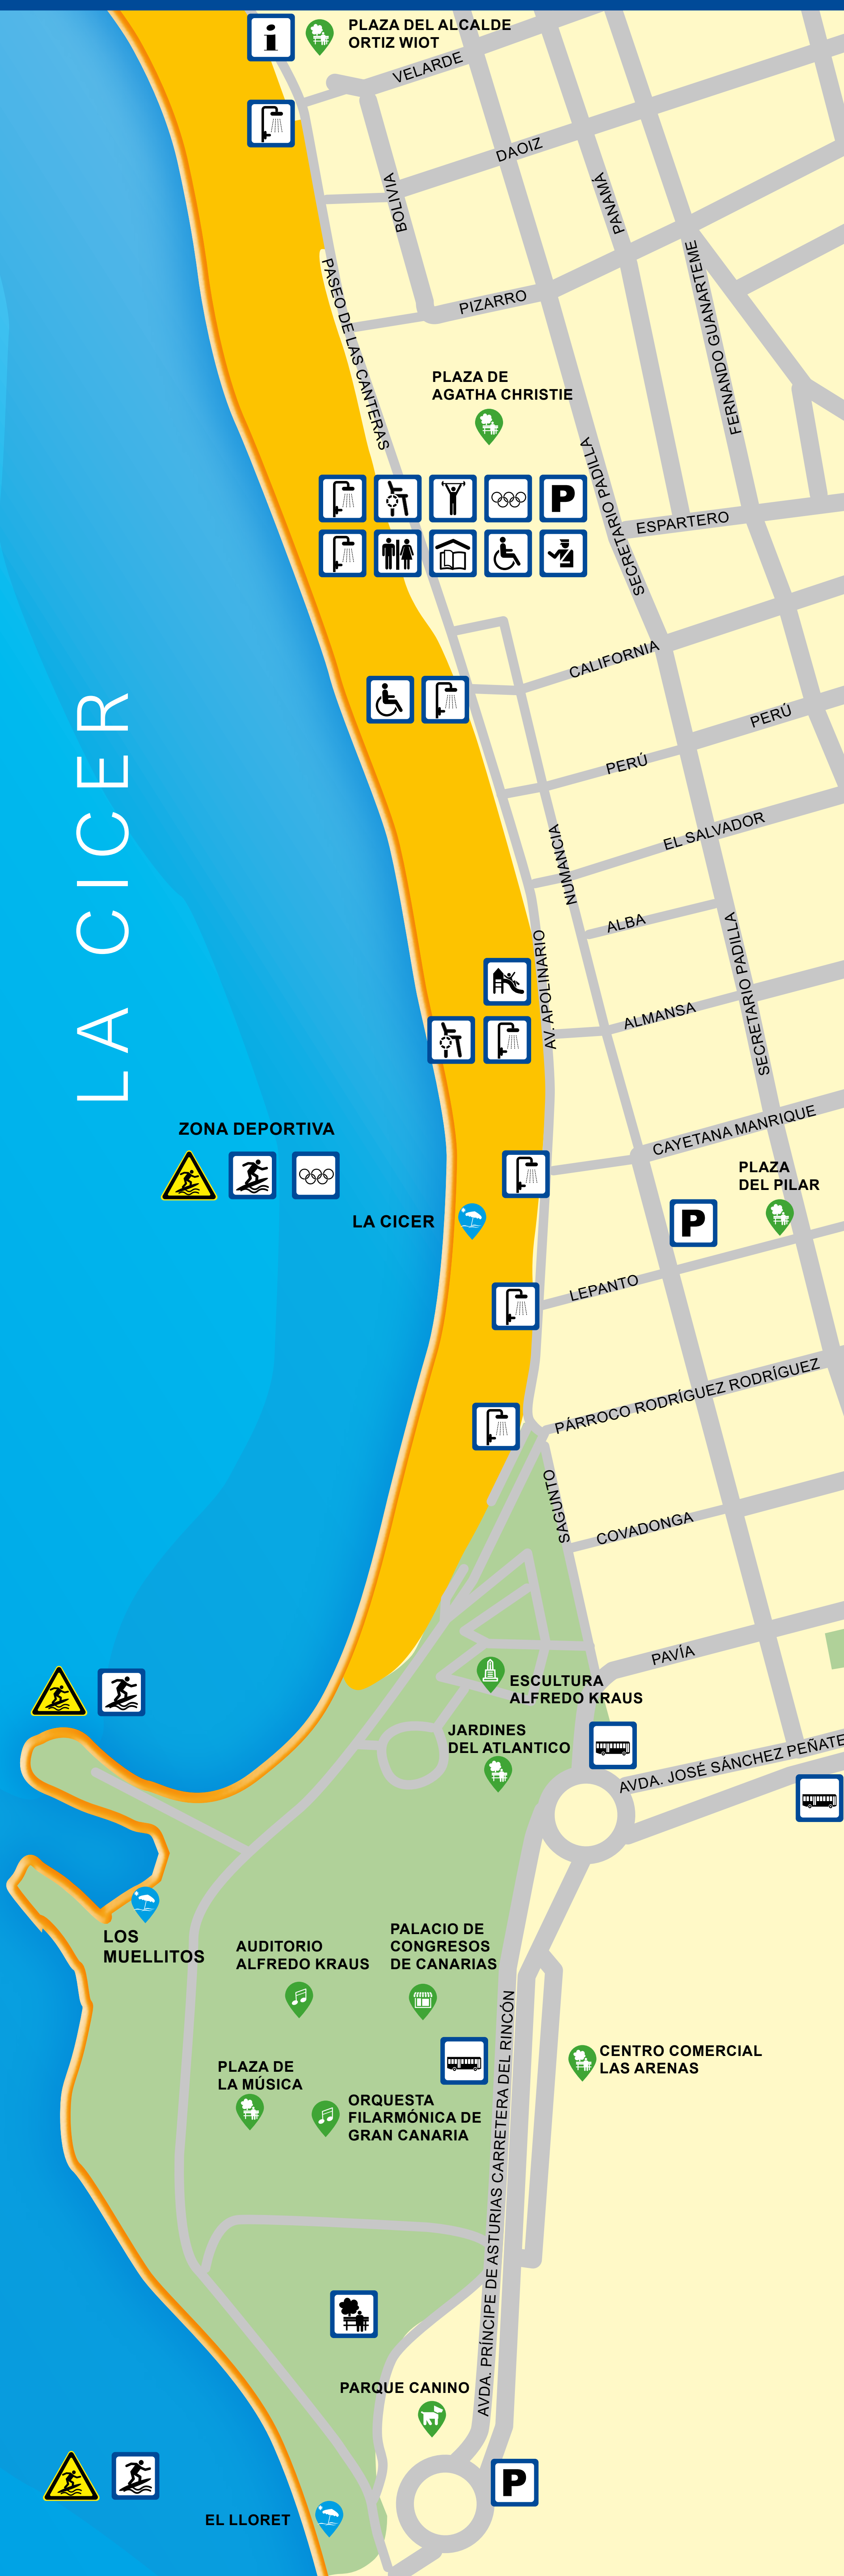 i
PLAZA DEL ALCALDE
ORTIZ WIOT
VELARDE
DAOIZ
BOLIVIA
PANAMÁ
PASEO DE LAS CANTERAS
PIZARRO
FERNANDO GUANARTEME
PLAZA DE
AGATHA CHRISTIE
SECRETARIO PADILLA
P
ESPARTERO
CALIFORNIA
LA CICER
PERÚ
PERÚ
EL SALVADOR
NUMANCIA
ALBA
AV. APOLINARIO
SECRETARIO PADILLA
ALMANSA
ZONA DEPORTIVA
CAYETANA MANRIQUE
PLAZA
DEL PILAR
P
LA CICER
LEPANTO
PÁRROCO RODRÍGUEZ RODRÍGUEZ
SAGUNTO
COVADONGA
PAVÍA
ESCULTURA
ALFREDO KRAUS
JARDINES
DEL ATLANTICO
AVDA. JOSÉ SÁNCHEZ PEÑATE
LOS
MUELLITOS
AUDITORIO
ALFREDO KRAUS
PALACIO DE
CONGRESOS
DE CANARIAS
CENTRO COMERCIAL
LAS ARENAS
PLAZA DE
LA MÚSICA
ORQUESTA
FILARMÓNICA DE
GRAN CANARIA
AVDA. PRÍNCIPE DE ASTURIAS CARRETERA DEL RINCÓN
PARQUE CANINO
P
EL LLORET